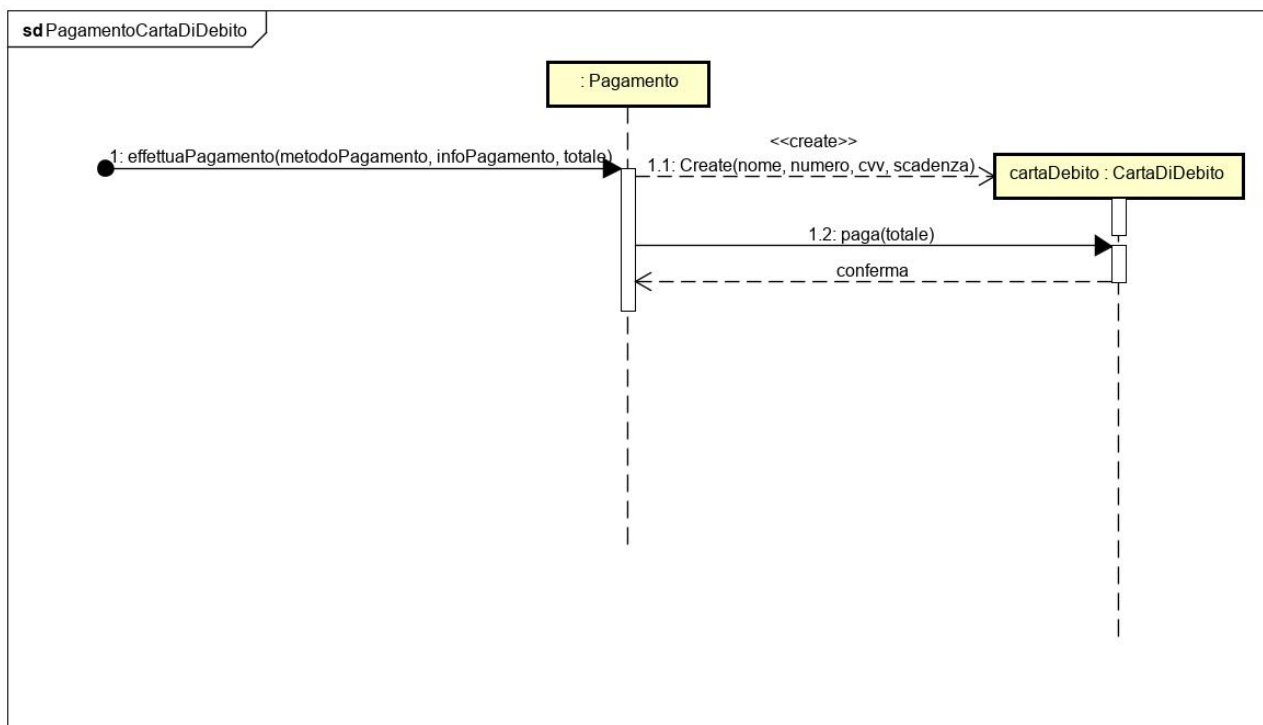 sd PagamentoCartaDiDebito
: Pagamento
<<create>>
1: effettuaPagamento(metodoPagamento, infoPagamento, totale)
1.1: Create(nome, numero, cvv, scadenza)
cartaDebito : CartaDiDebito
1.2: paga(totale)
conferma